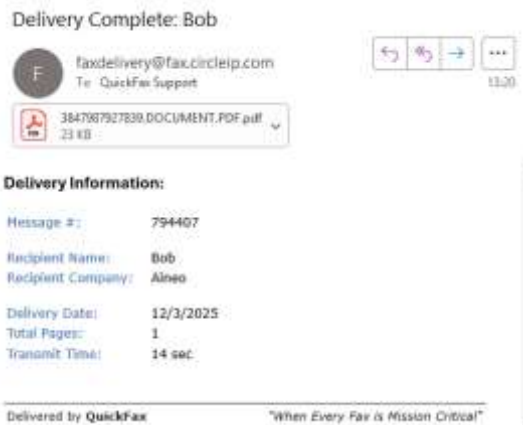 Delivery Complete: Bob
F
faxdelivery@fax.circleip.com
To QuickFax Support
13:20
3847987927839.DOCUMENT.PDF.pdf
23 KB
Delivery Information:
Message #: 794407
Recipient Name: Bob
Recipient Company: Aineo
Delivery Date: 12/3/2025
Total Pages: 1
Transmit Time: 14 sec
Delivered by QuickFax "When Every Fax is Mission Critical"